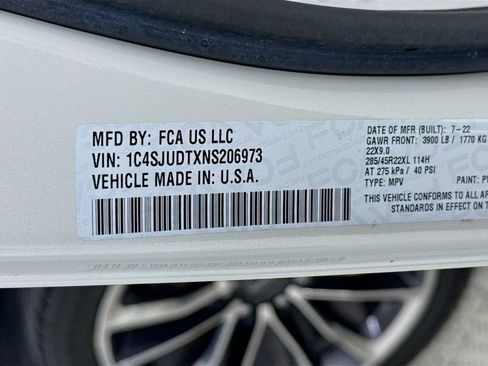 MFD BY: FCA US LLC
VIN: 1C4SJUDTXNS206973
VEHICLE MADE IN: U.S.A.
DATE OF MFR (BUILT): 7-22
GAWR FRONT: 3900 LB / 1770 KG
22X9.0
285/45R22XL 114H
AT 275 kPa / 40 PSI
TYPE: MPV PAINT:
THIS VEHICLE CONFORMS TO ALL
STANDARDS IN EFFECT